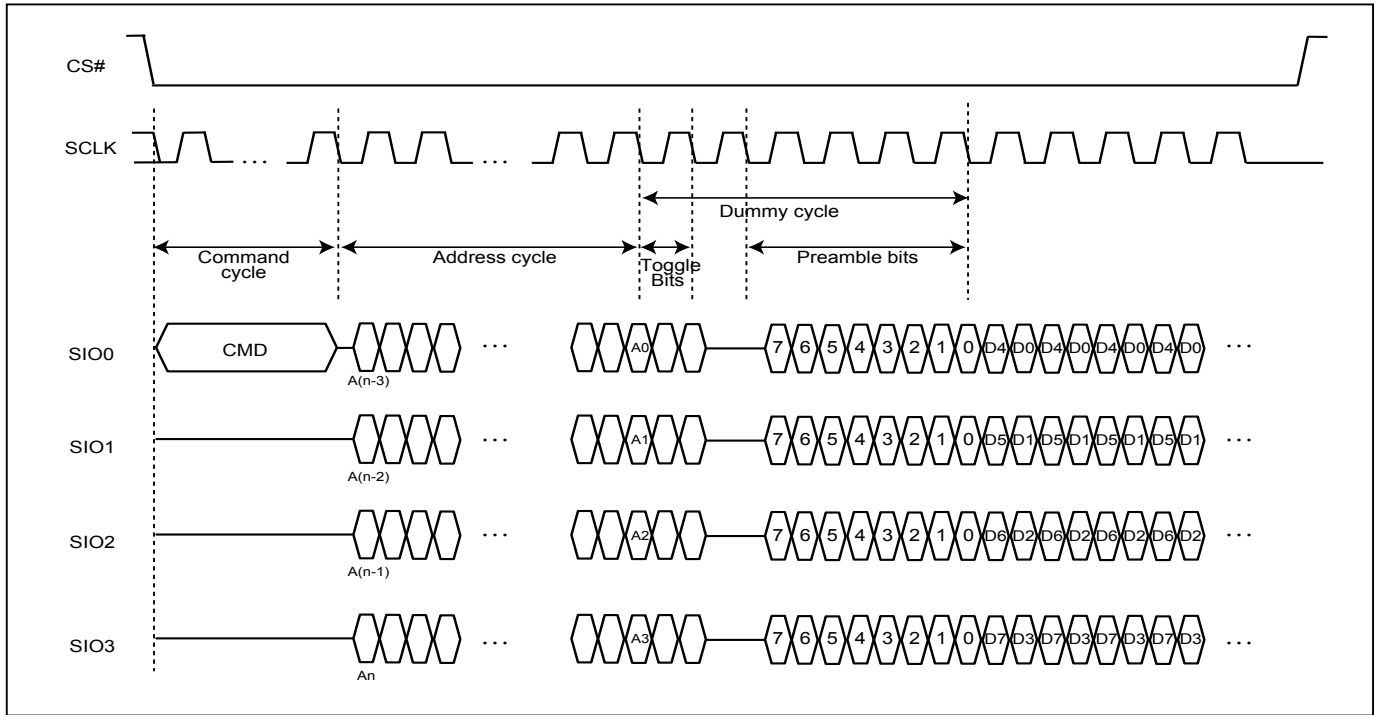 CS#
SCLK
...
...
Dummy cycle
Command
cycle
Address cycle
Toggle
Bits
Preamble bits
SIO0
CMD
...
A0
7 6 5 4 3 2 1 0 D4 D0 D4 D0 D4 D0 D4 D0
...
A(n-3)
SIO1
...
A1
7 6 5 4 3 2 1 0 D5 D1 D5 D1 D5 D1 D5 D1
...
A(n-2)
SIO2
...
A2
7 6 5 4 3 2 1 0 D6 D2 D6 D2 D6 D2 D6 D2
...
A(n-1)
SIO3
...
A3
7 6 5 4 3 2 1 0 D7 D3 D7 D3 D7 D3 D7 D3
...
An